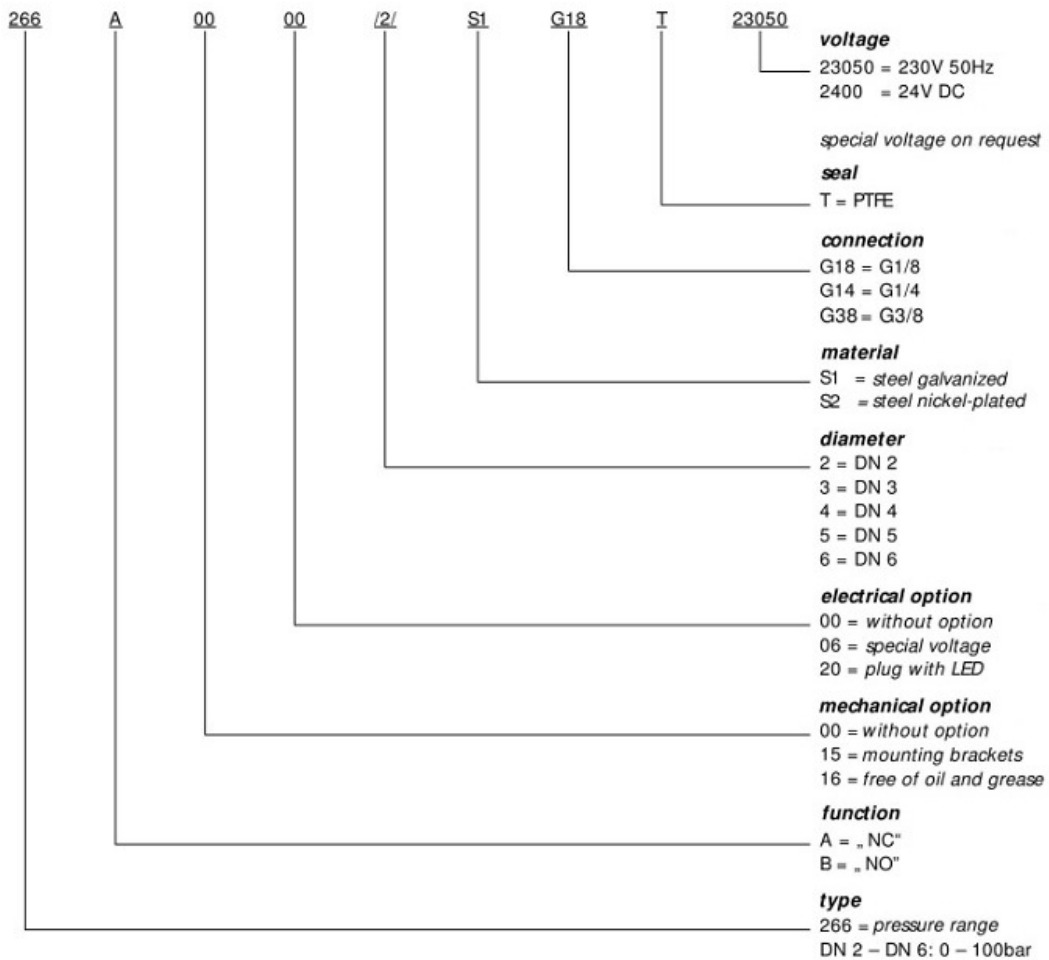 266 A 00 00 /2/ S1 G18 T 23050
voltage
23050 = 230V 50Hz
2400 = 24V DC
special voltage on request
seal
T = PTFE
connection
G18 = G1/8
G14 = G1/4
G38 = G3/8
material
S1 = steel galvanized
S2 = steel nickel-plated
diameter
2 = DN 2
3 = DN 3
4 = DN 4
5 = DN 5
6 = DN 6
electrical option
00 = without option
06 = special voltage
20 = plug with LED
mechanical option
00 = without option
15 = mounting brackets
16 = free of oil and grease
function
A = „NC“
B = „NO”
type
266 = pressure range
DN 2 – DN 6: 0 – 100bar